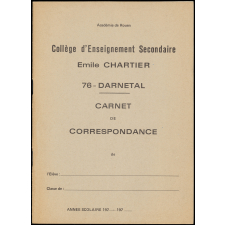 Académie de Rouen
Collège d'Enseignement Secondaire
Emile CHARTIER
76 - DARNETAL
CARNET
DE
CORRESPONDANCE
de
l'Elève :
Classe de :
ANNEE SCOLAIRE 197 — 197